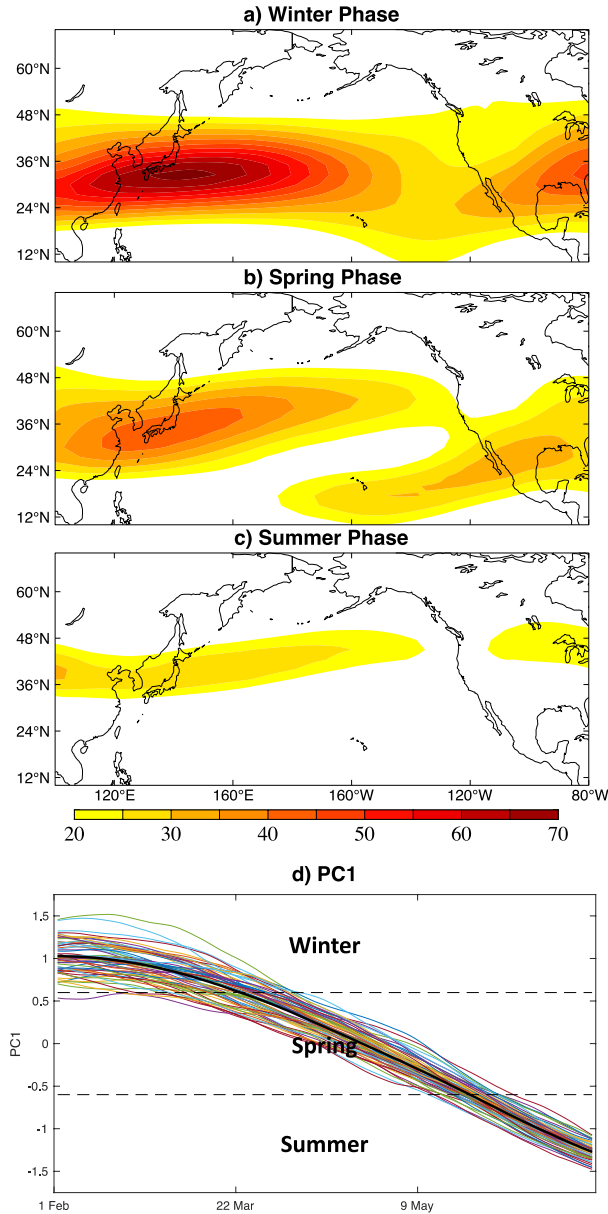 a) Winter Phase
60°N
48°N
36°N
24°N
12°N
b) Spring Phase
60°N
48°N
36°N
24°N
12°N
c) Summer Phase
60°N
48°N
36°N
24°N
12°N
120°E 160°E 160°W 120°W 80°W
20 30 40 50 60 70
d) PC1
1.5
Winter
1
0.5
PC1
0
Spring
-0.5
-1
Summer
-1.5
1 Feb 22 Mar 9 May